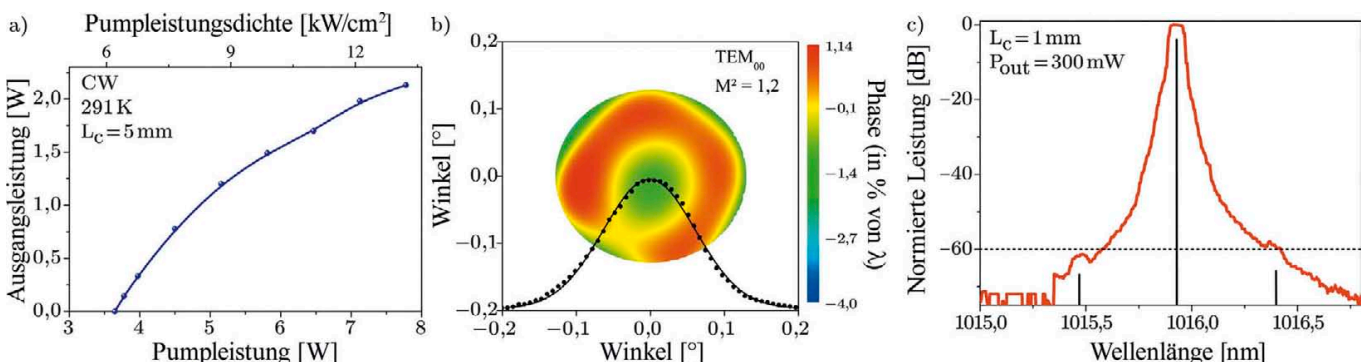 a)
Pumpleistungsdichte [kW/cm²]
6 9 12
Ausgangsleistung [W]
2.0
1.5
1.0
0.5
0.0
CW
291 K
L_c = 5 mm
3 4 5 6 7 8
Pumpleistung [W]
b)
Winkel [°]
0,2
0,1
0,0
−0,1
−0,2
TEM₀₀
M² = 1,2
−0,2 −0,1 0,0 0,1 0,2
Winkel [°]
1,14
−0,1
−1,4
−2,7
−4,0
Phase (in % von λ)
c)
Normierte Leistung [dB]
0
−20
−40
−60
L_c = 1 mm
P_out = 300 mW
1015,0 1015,5 1016,0 1016,5
Wellenlänge [nm]